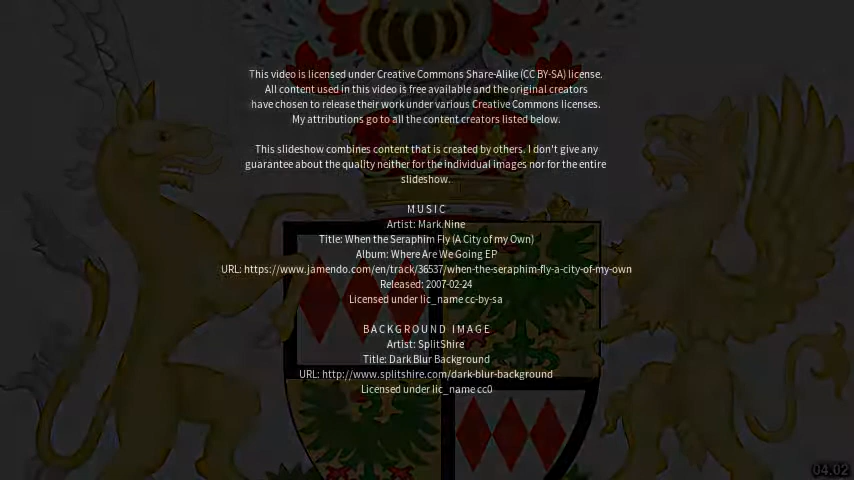 This video is licensed under Creative Commons Share-Alike (CC BY-SA) license.
All content used in this video is free available and the original creators
have chosen to release their work under various Creative Commons licenses.
My attributions go to all the content creators listed below.
This slideshow combines content that is created by others. I don't give any
guarantee about the quality neither for the individual images nor for the entire
slideshow.
MUSIC
Artist: Mark.Nine
Title: When the Seraphim Fly (A City of my Own)
Album: Where Are We Going EP
URL: https://www.jamendo.com/en/track/36537/when-the-seraphim-fly-a-city-of-my-own
Released: 2007-02-24
Licensed under lic_name cc-by-sa
BACKGROUND IMAGE
Artist: SplitShire
Title: Dark Blur Background
URL: http://www.splitshire.com/dark-blur-background
Licensed under lic_name cc0
04.02